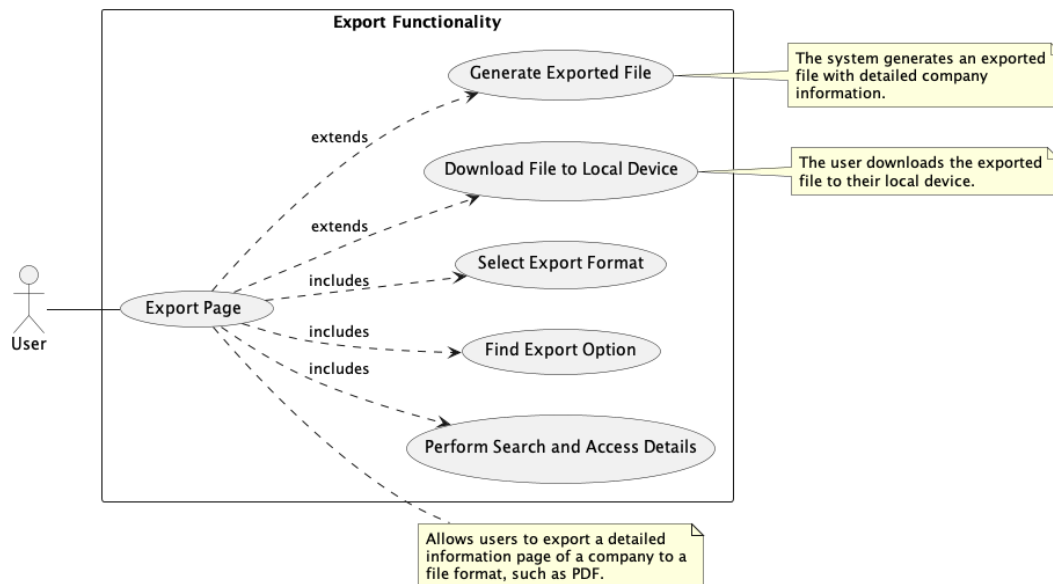 Export Functionality
Generate Exported File
The system generates an exported
file with detailed company
information.
extends
Download File to Local Device
The user downloads the exported
file to their local device.
extends
Select Export Format
includes
Export Page
User
includes
Find Export Option
includes
Perform Search and Access Details
Allows users to export a detailed
information page of a company to a
file format, such as PDF.